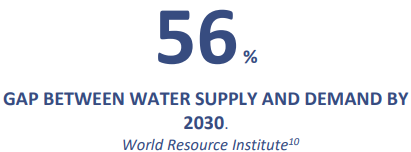 56 %
GAP BETWEEN WATER SUPPLY AND DEMAND BY
2030.
World Resource Institute¹⁰